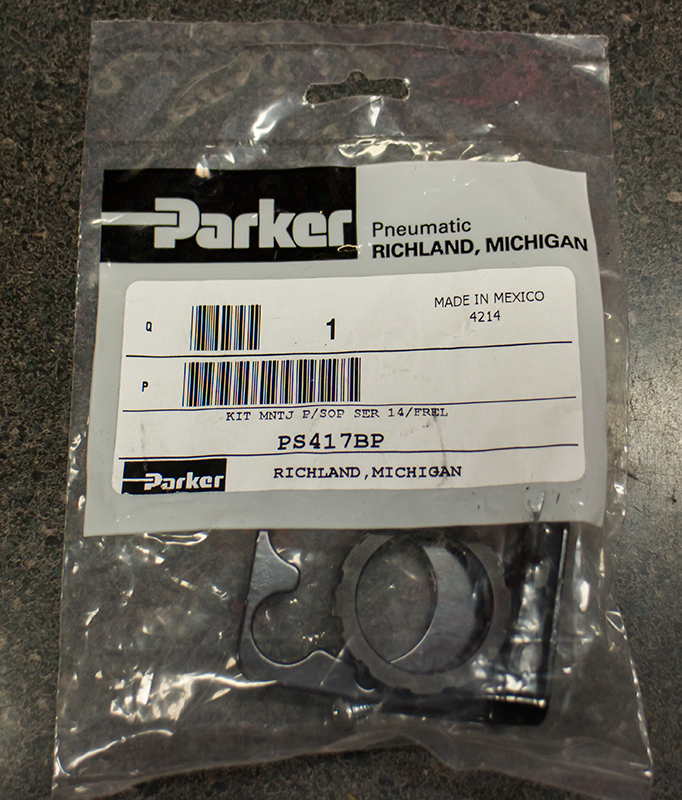 Parker
Pneumatic
RICHLAND, MICHIGAN
Q
1
MADE IN MEXICO
4214
P
KIT MNTJ P/SOP SER 14/FREL
PS417BP
Parker
RICHLAND, MICHIGAN